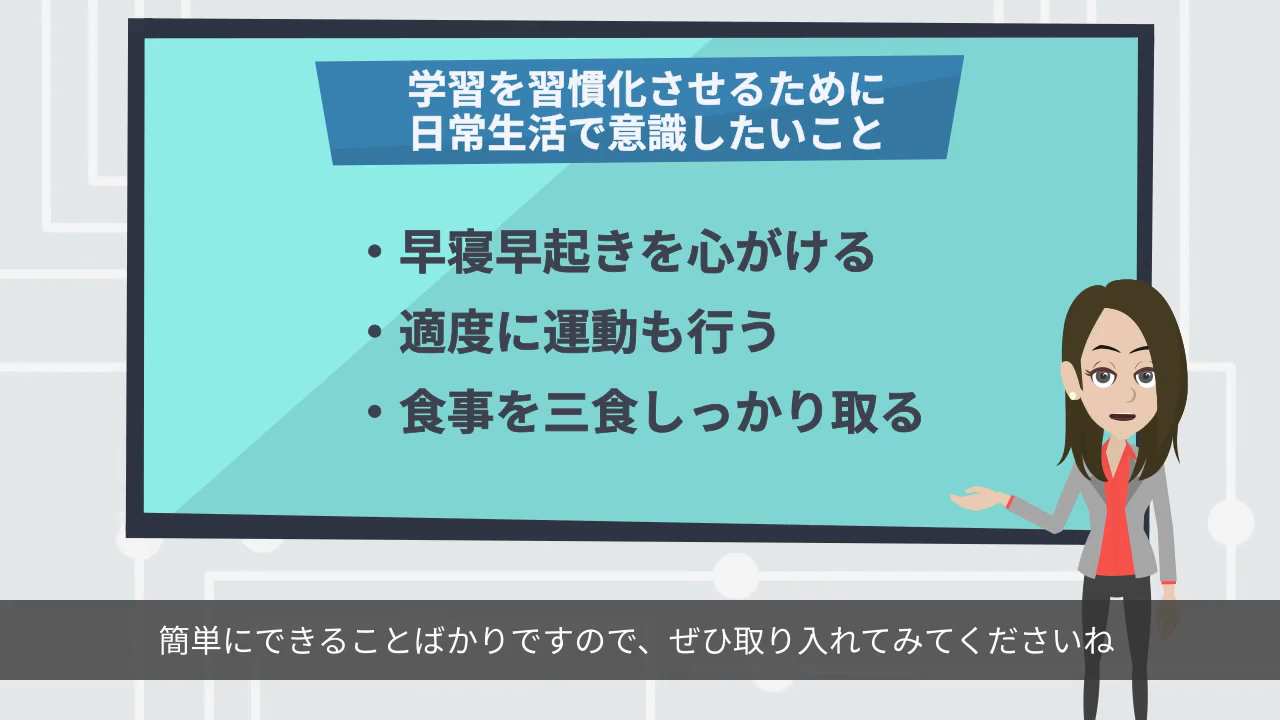 学習を習慣化させるために
日常生活で意識したいこと
・早寝早起きを心がける
・適度に運動も行う
・食事を三食しっかり取る
簡単にできることばかりですので、ぜひ取り入れてみてくださいね